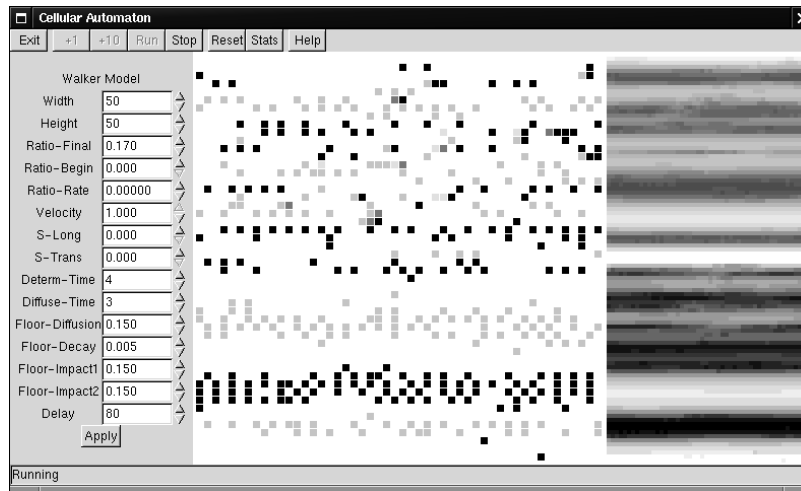 Cellular Automaton
Exit +1 +10 Run Stop Reset Stats Help
Walker Model
Width 50
Height 50
Ratio-Final 0.170
Ratio-Begin 0.000
Ratio-Rate 0.00000
Velocity 1.000
S-Long 0.000
S-Trans 0.000
Determ-Time 4
Diffuse-Time 3
Floor-Diffusion 0.150
Floor-Decay 0.005
Floor-Impact1 0.150
Floor-Impact2 0.150
Delay 80
Apply
Running